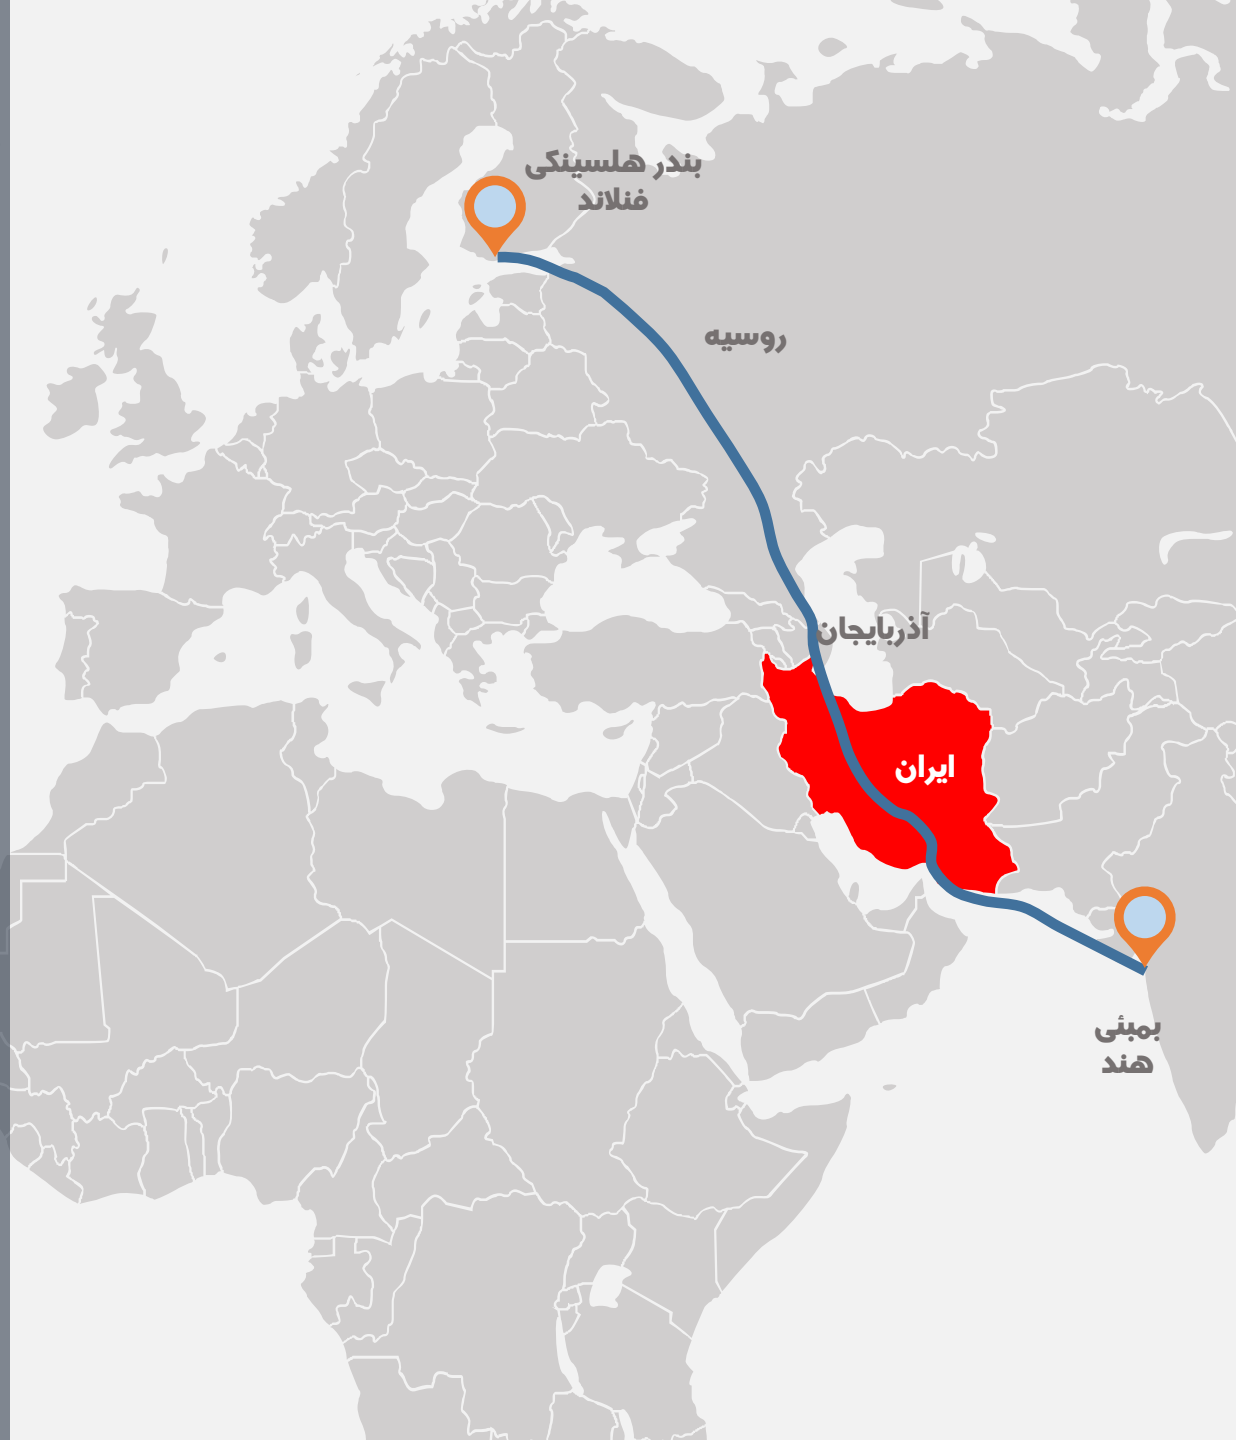 بندر هلسینکی
فنلاند
روسیه
آذربایجان
ایران
بمبئی
هند